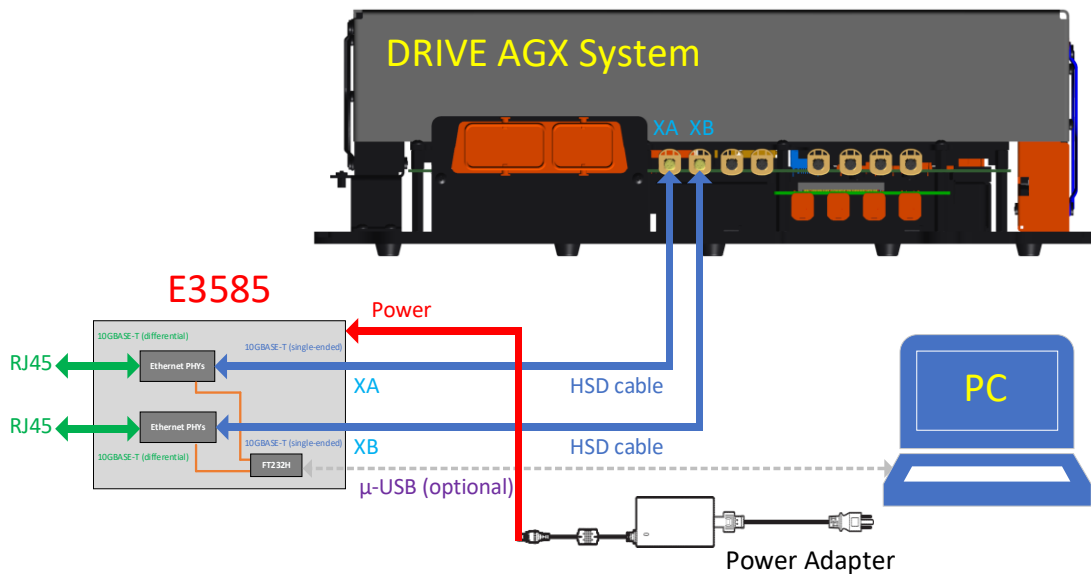 DRIVE AGX System
XA XB
E3585
Power
10GBASE-T (differential)
10GBASE-T (single-ended)
RJ45
Ethernet PHYs
XA
HSD cable
PC
Ethernet PHYs
RJ45
10GBASE-T (single-ended)
XB
HSD cable
10GBASE-T (differential)
FT232H
µ-USB (optional)
Power Adapter